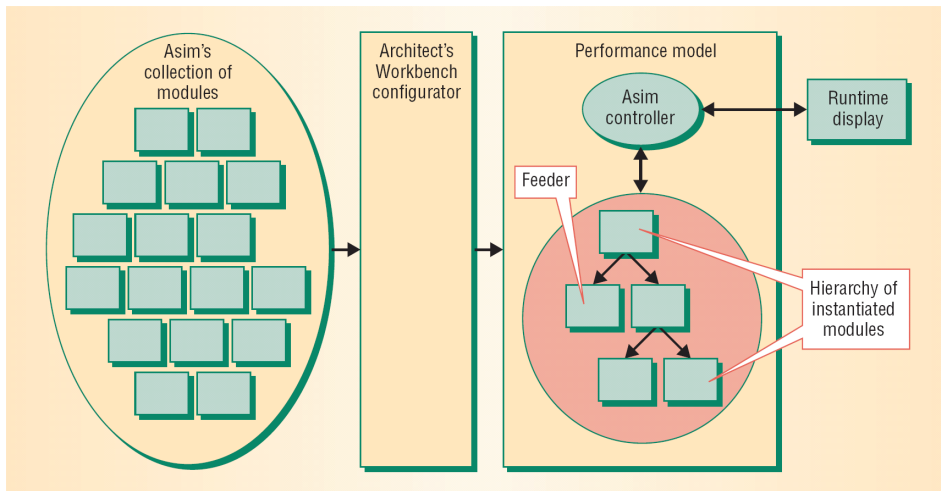 Asim's
collection of
modules
Architect's
Workbench
configurator
Performance model
Asim
controller
Runtime
display
Feeder
Hierarchy of
instantiated
modules